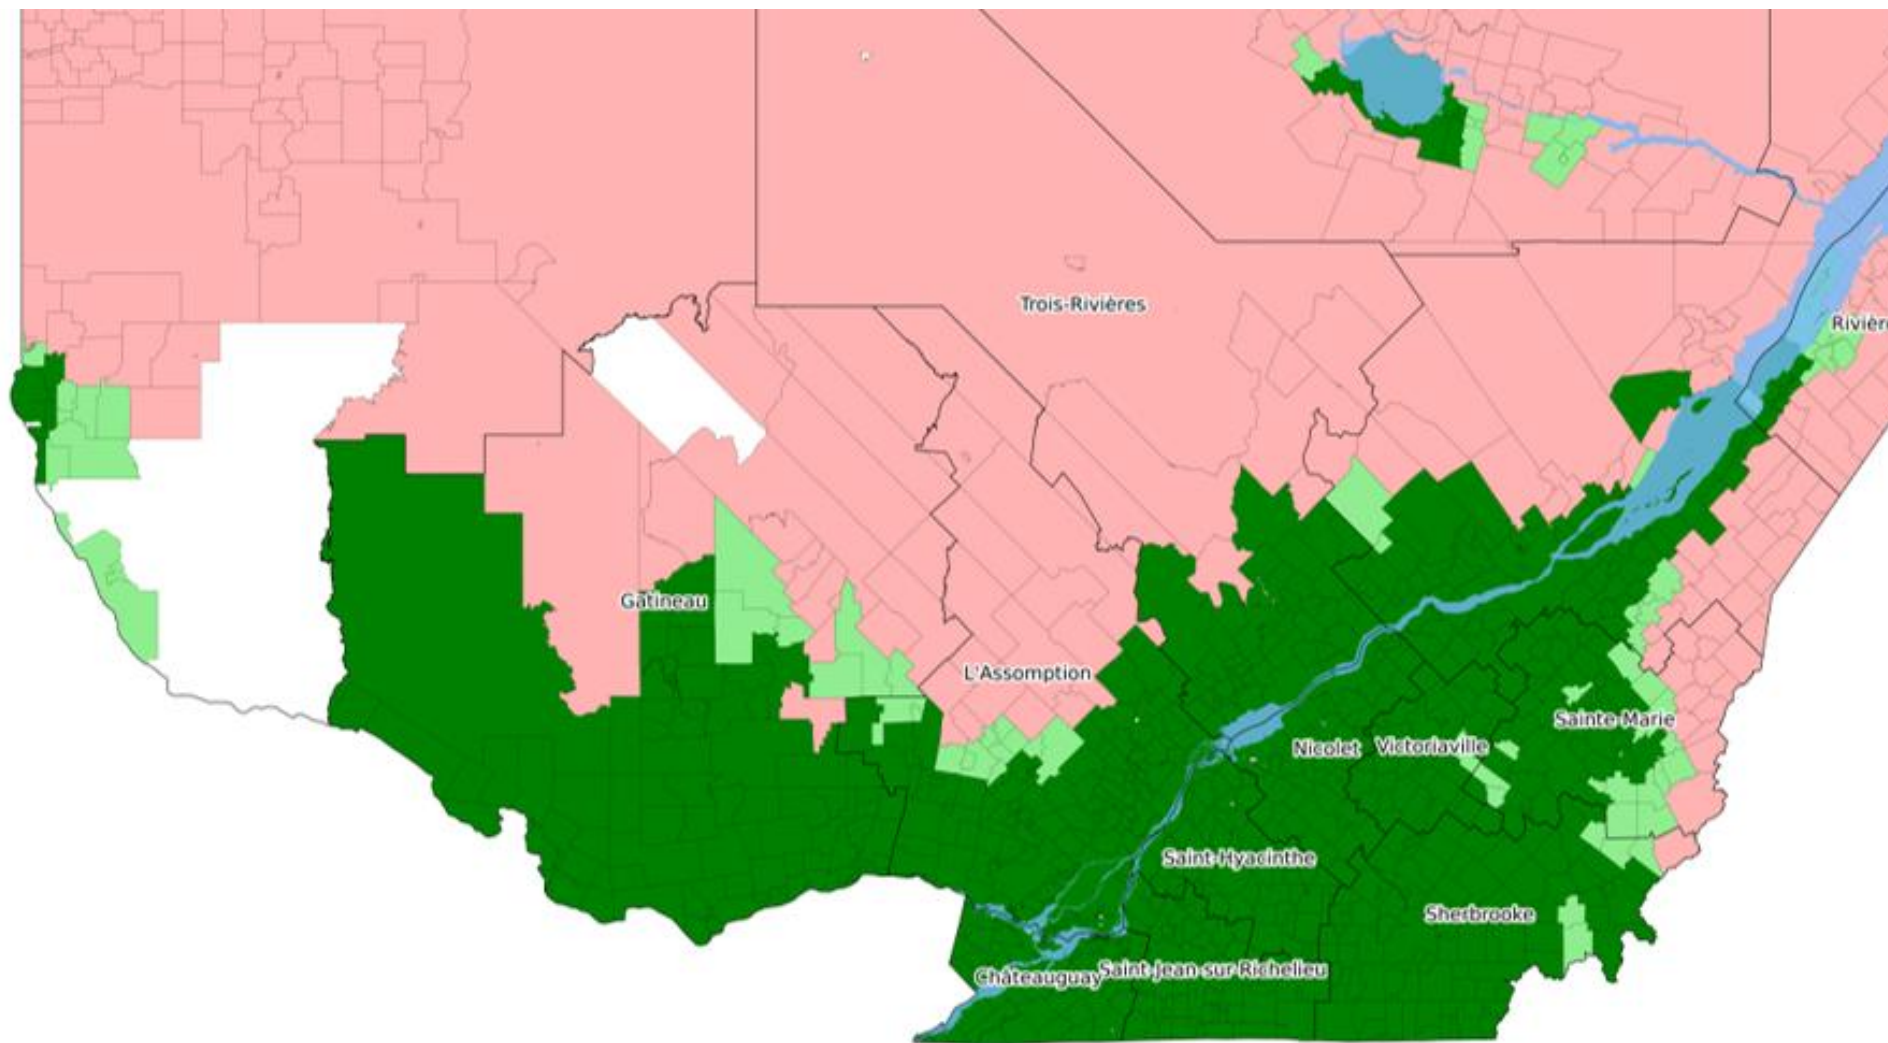 Trois-Rivières
Rivièr
Gatineau
L'Assomption
Sainte-Marie
Nicolet
Victoriaville
Saint-Hyacinthe
Sherbrooke
Châteauguay
Saint-Jean-sur-Richelieu